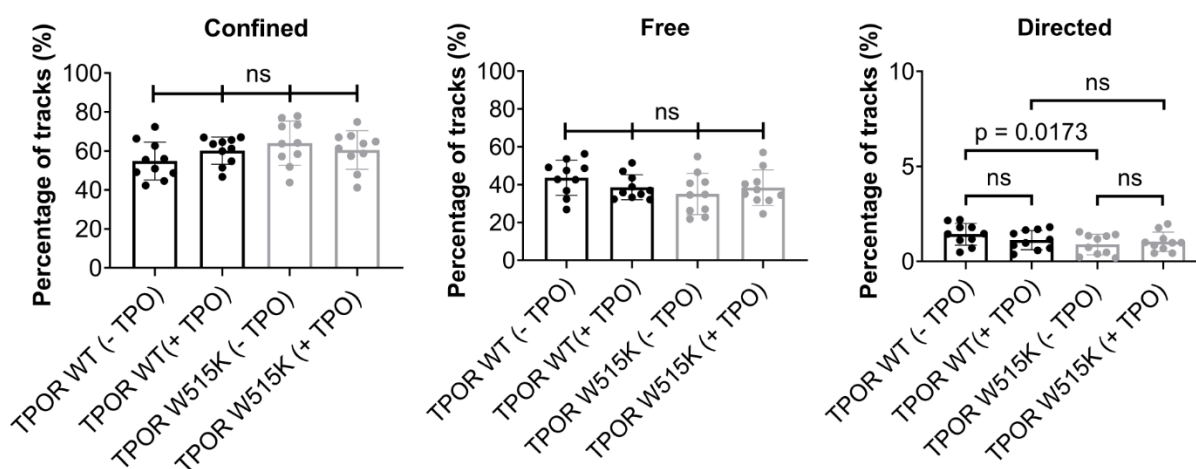 Confined
Percentage of tracks (%)
100
80
60
40
20
0
ns
TPOR WT (- TPO)
TPOR WT(+ TPO)
TPOR W515K (- TPO)
TPOR W515K (+ TPO)
Free
Percentage of tracks (%)
100
80
60
40
20
0
ns
TPOR WT (- TPO)
TPOR WT(+ TPO)
TPOR W515K (- TPO)
TPOR W515K (+ TPO)
Directed
Percentage of tracks (%)
10
5
0
ns
p = 0.0173
ns
ns
TPOR WT (- TPO)
TPOR WT(+ TPO)
TPOR W515K (- TPO)
TPOR W515K (+ TPO)